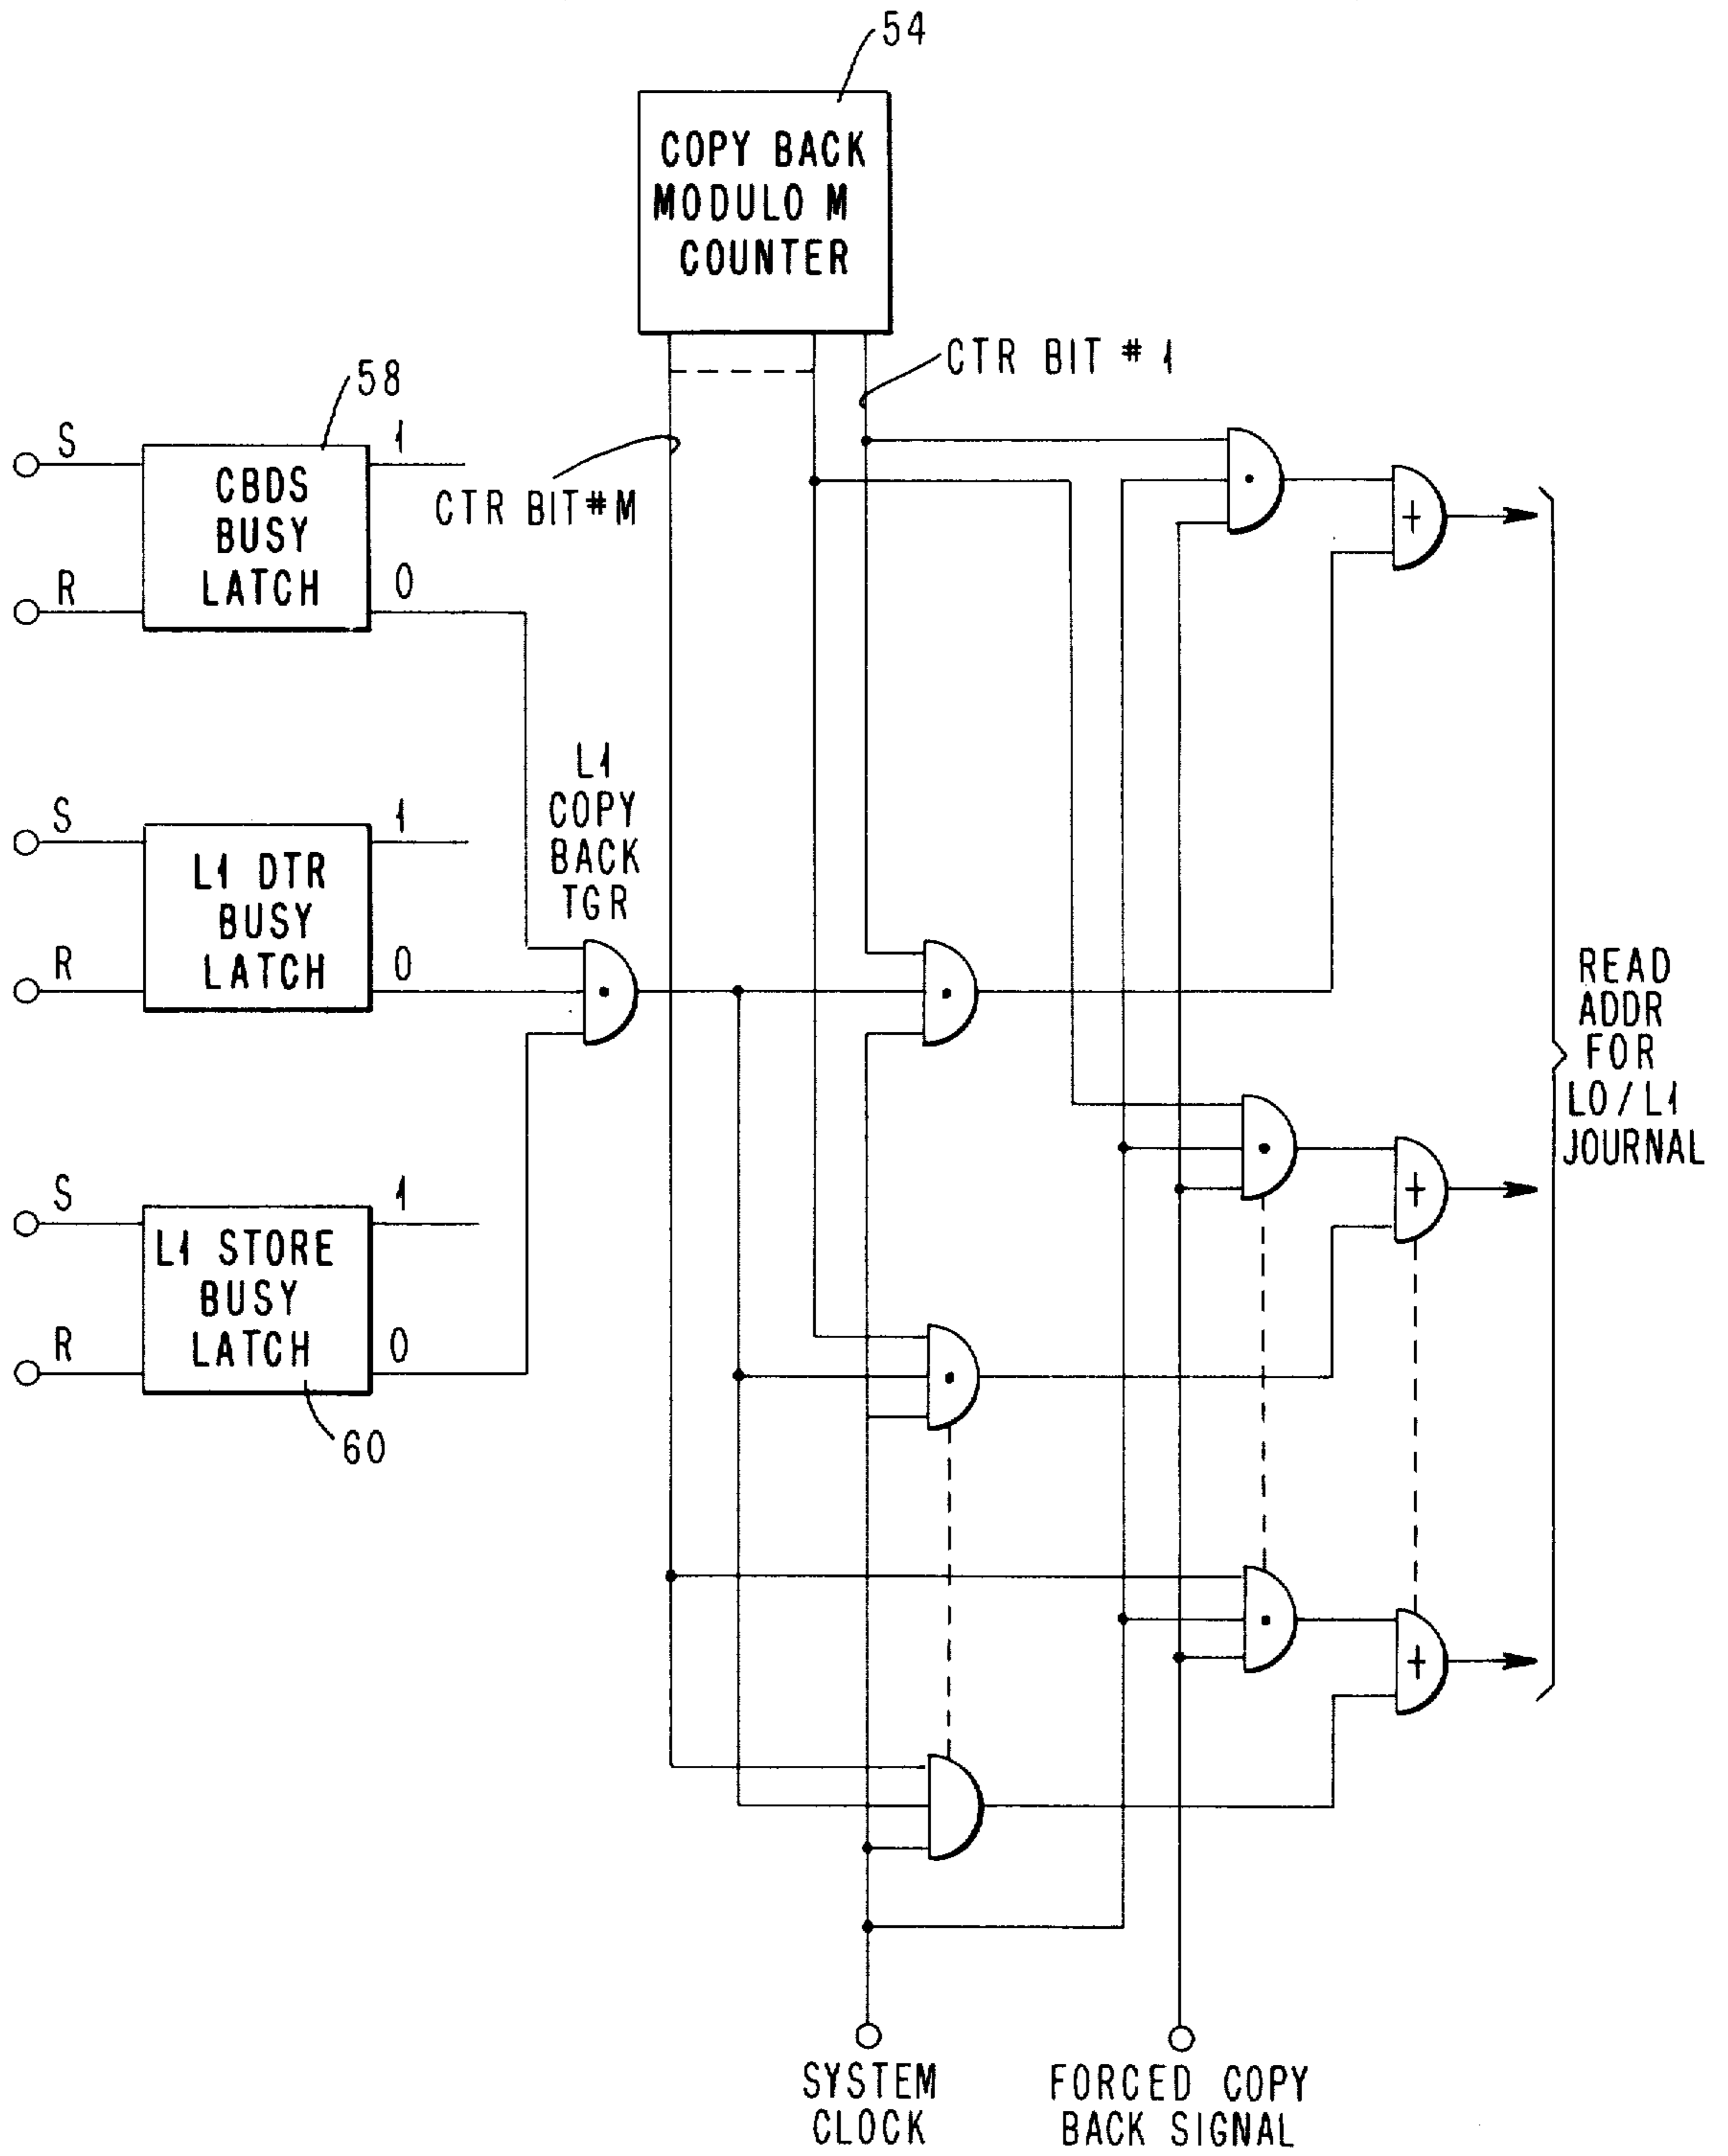 54
COPY BACK
MODULO M
COUNTER
CTR BIT # 1
58
S
1
CBDS
BUSY
LATCH
R
0
CTR BIT#M
•
+
L1
COPY
BACK
TGR
S
1
L1 DTR
BUSY
LATCH
R
0
•
•
READ
ADDR
FOR
L0/L1
JOURNAL
•
+
S
1
L1 STORE
BUSY
LATCH
R
0
60
•
•
+
SYSTEM
CLOCK
FORCED COPY
BACK SIGNAL